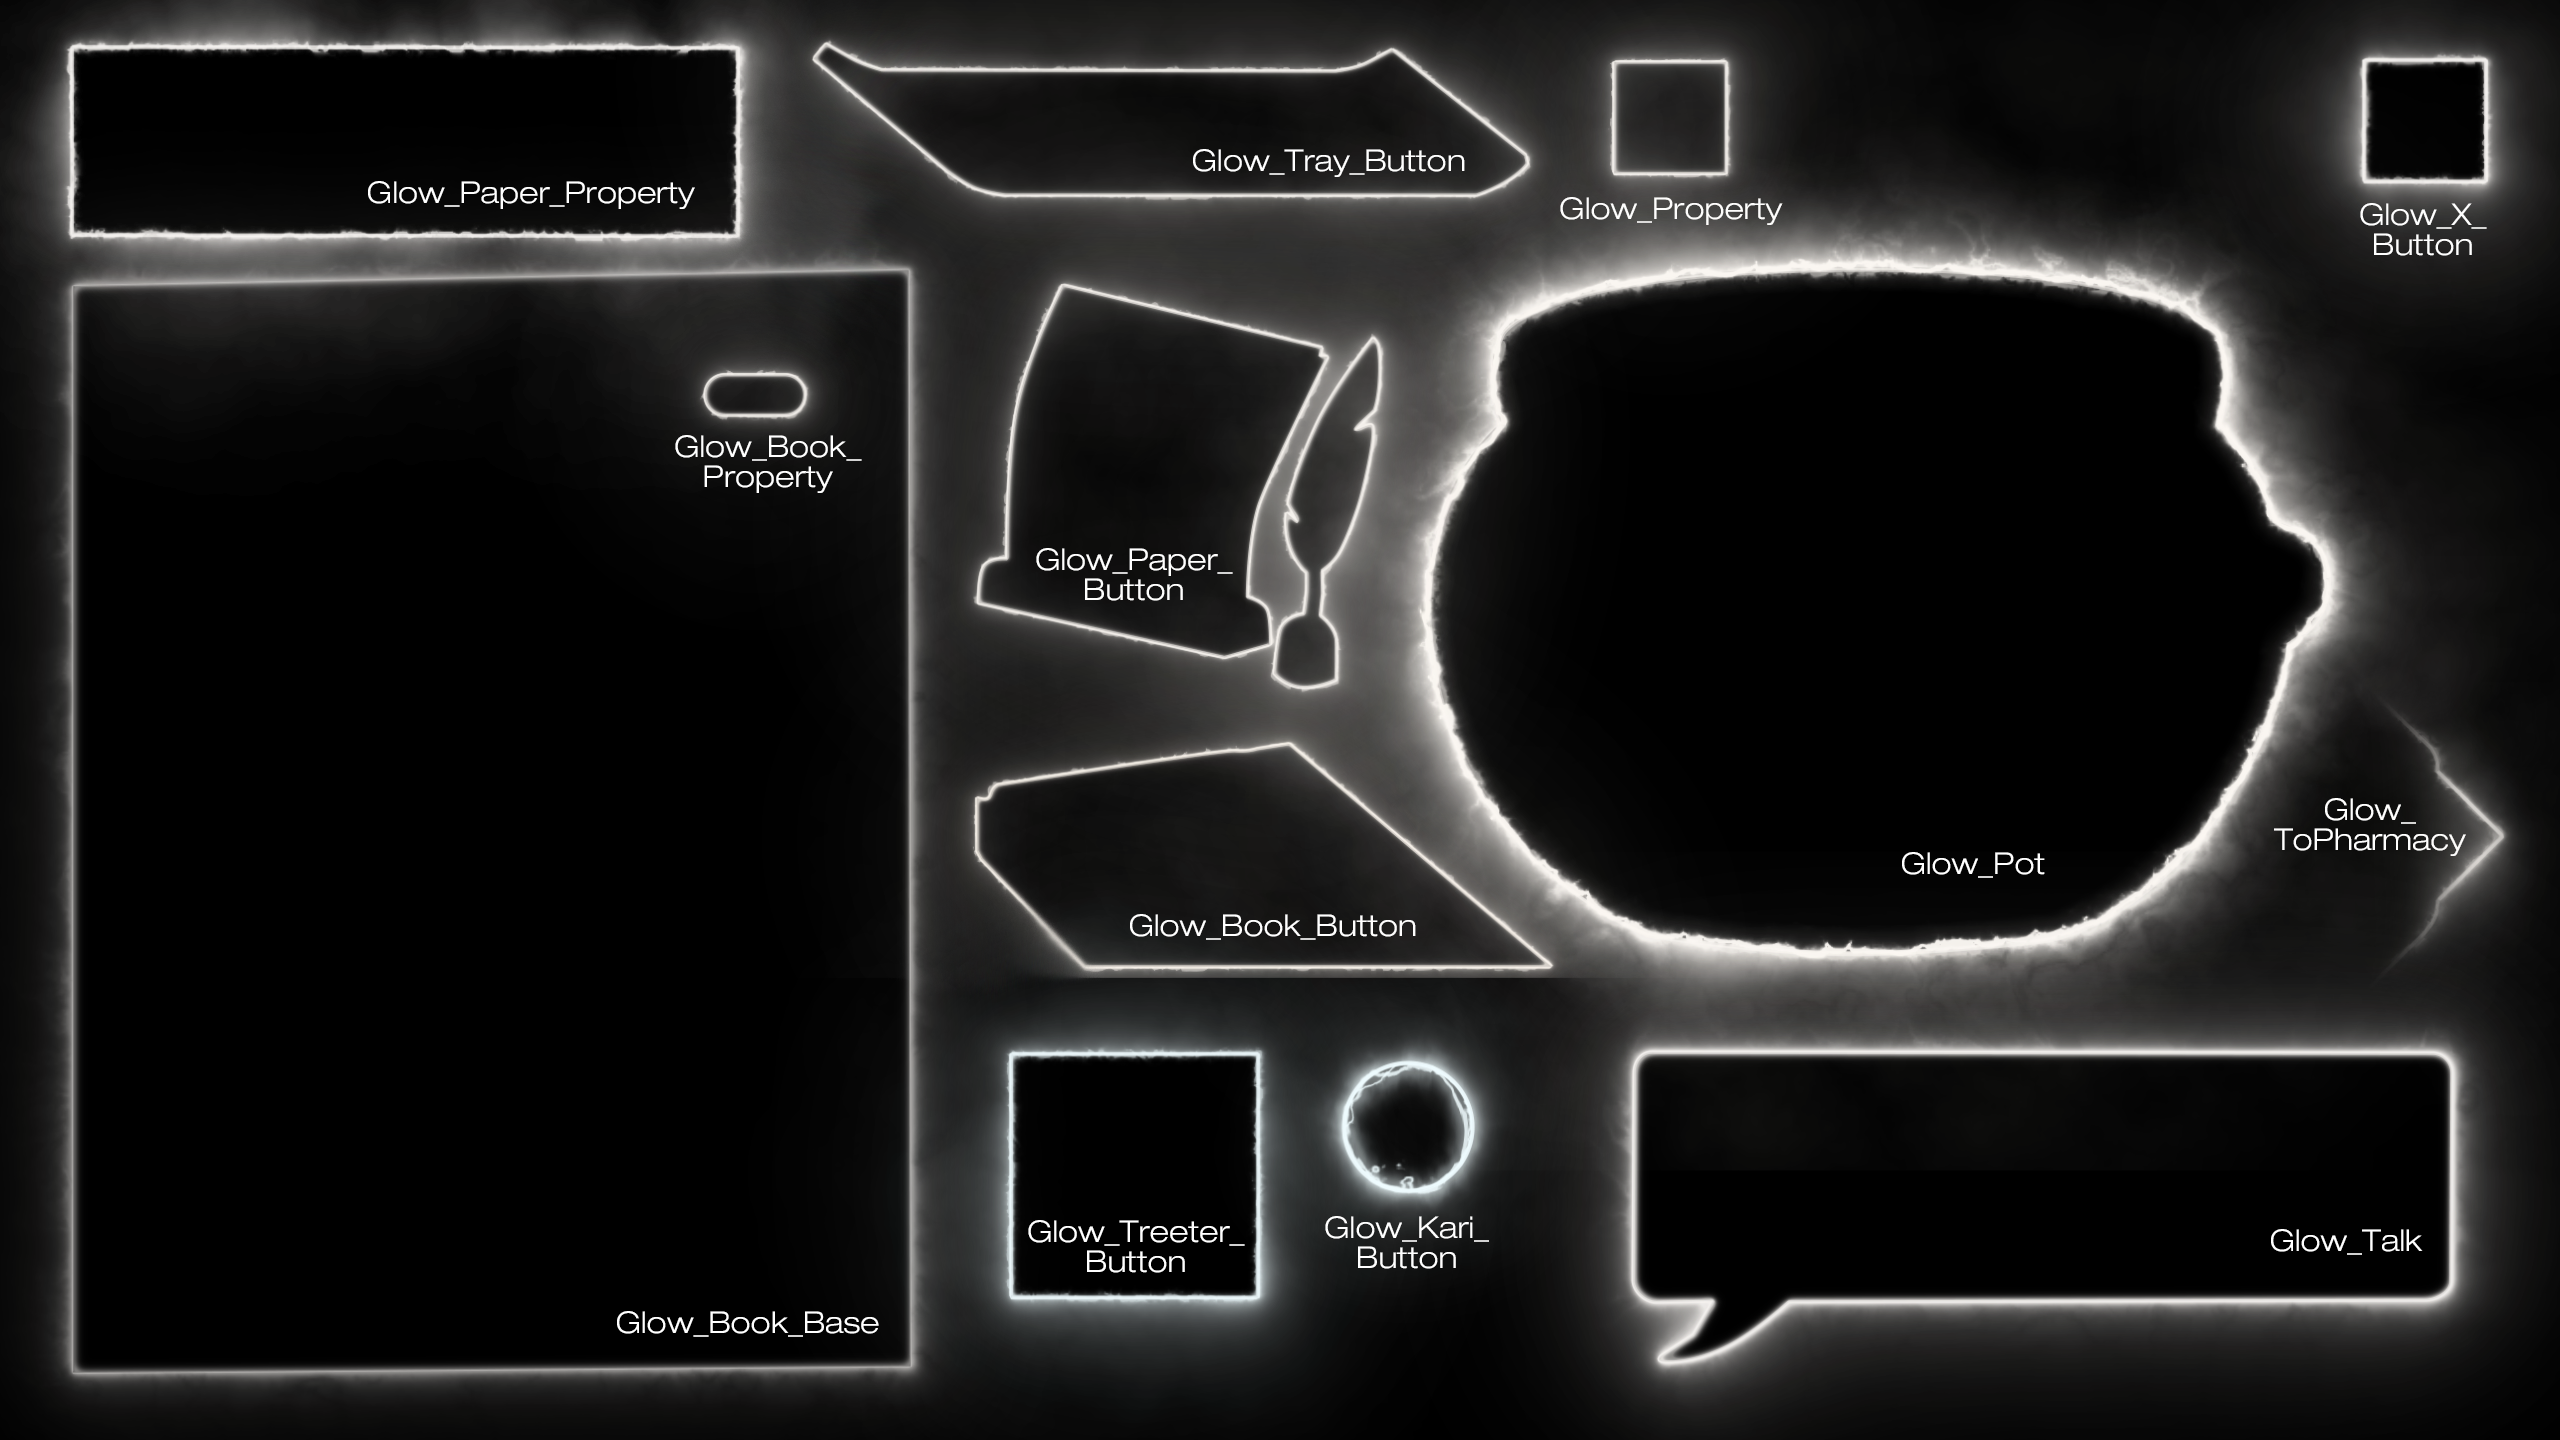 Glow_Paper_Property
Glow_Tray_Button
Glow_Property
Glow_X_
Button
Glow_Book_
Property
Glow_Paper_
Button
Glow_
ToPharmacy
Glow_Pot
Glow_Book_Button
Glow_Treeter_
Button
Glow_Kari_
Button
Glow_Talk
Glow_Book_Base